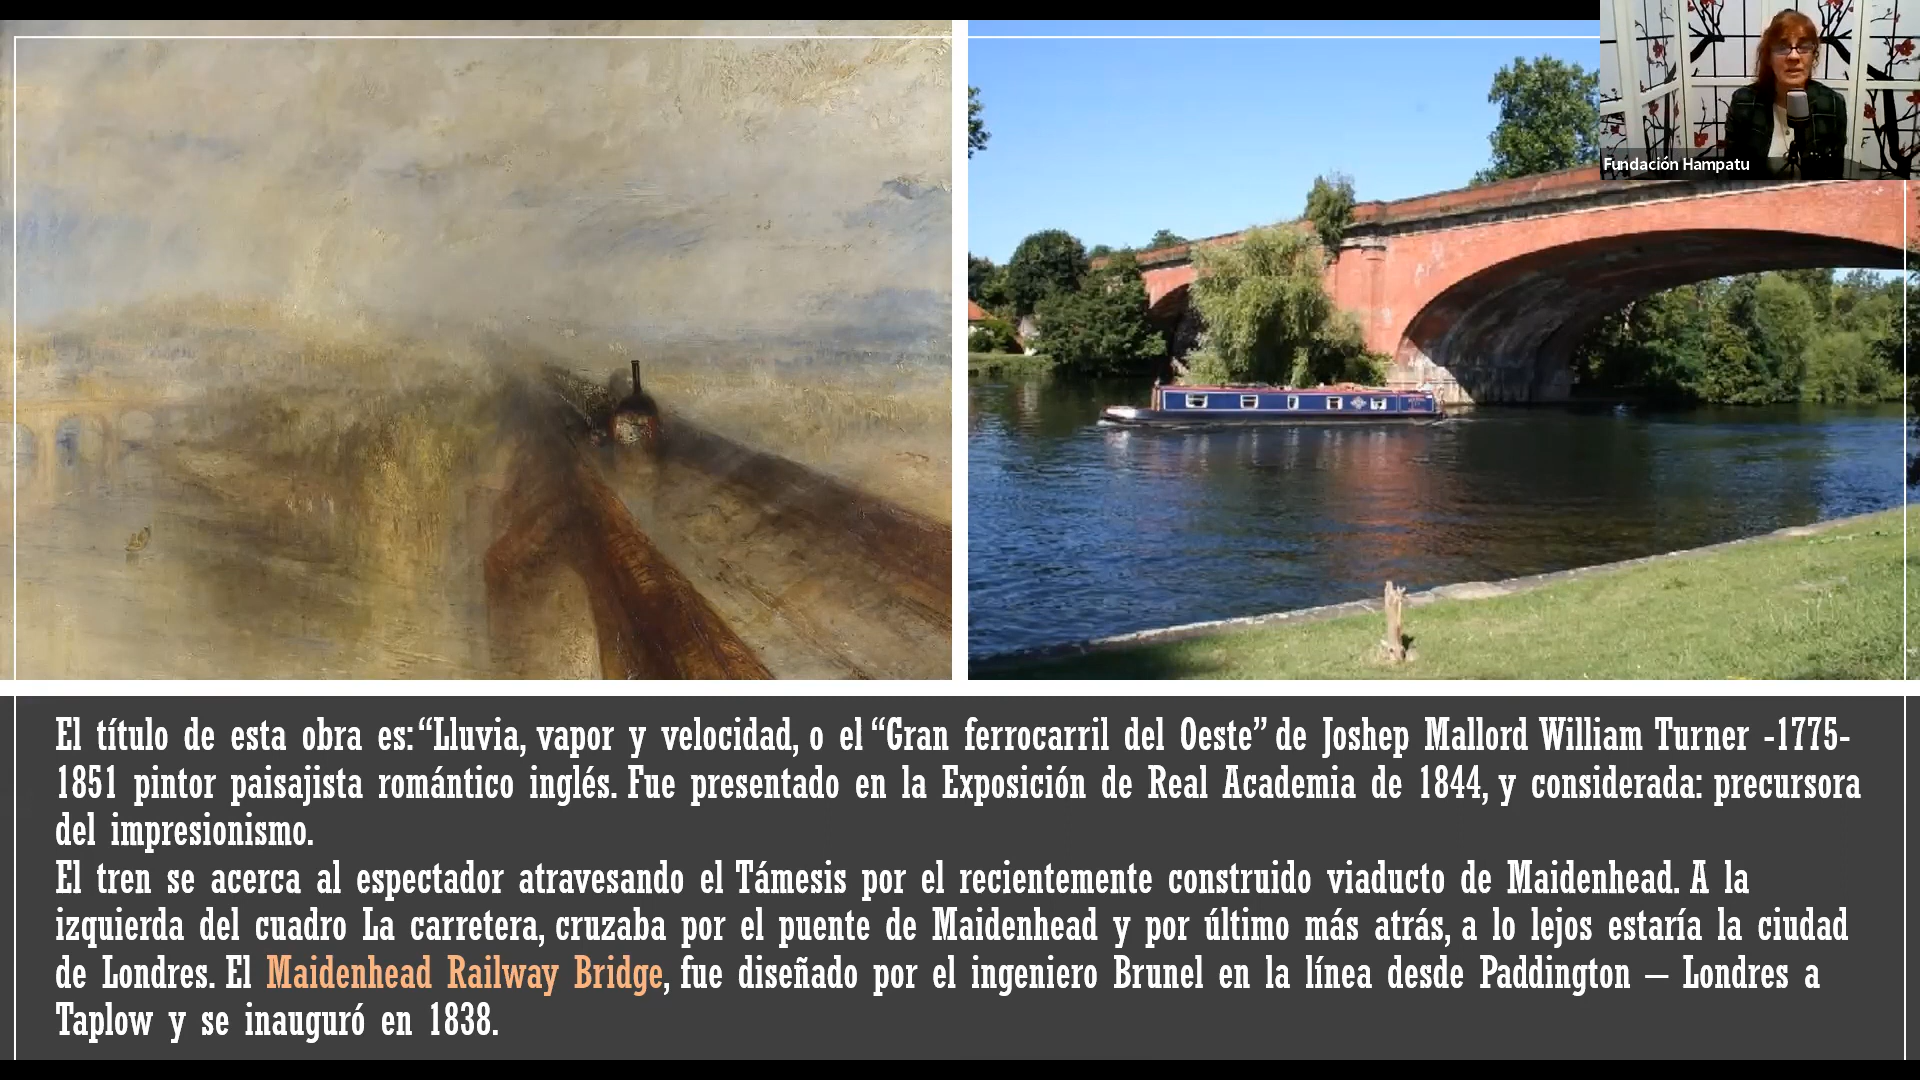 Fundación Hampatu
El título de esta obra es: “Lluvia, vapor y velocidad, o el “Gran ferrocarril del Oeste” de Joshep Mallord William Turner -1775-
1851 pintor paisajista romántico inglés. Fue presentado en la Exposición de Real Academia de 1844, y considerada: precursora
del impresionismo.
El tren se acerca al espectador atravesando el Támesis por el recientemente construido viaducto de Maidenhead. A la
izquierda del cuadro La carretera, cruzaba por el puente de Maidenhead y por último más atrás, a lo lejos estaría la ciudad
de Londres. El Maidenhead Railway Bridge, fue diseñado por el ingeniero Brunel en la línea desde Paddington – Londres a
Taplow y se inauguró en 1838.